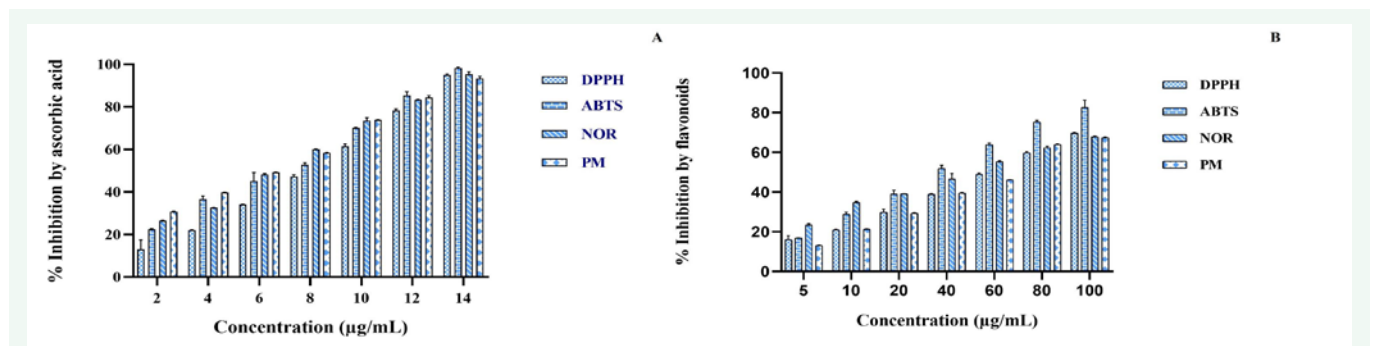 A
% Inhibition by ascorbic acid
100
80
60
40
20
0
2 4 6 8 10 12 14
Concentration (µg/mL)
DPPH
ABTS
NOR
PM
B
% Inhibition by flavonoids
100
80
60
40
20
0
5 10 20 40 60 80 100
Concentration (µg/mL)
DPPH
ABTS
NOR
PM